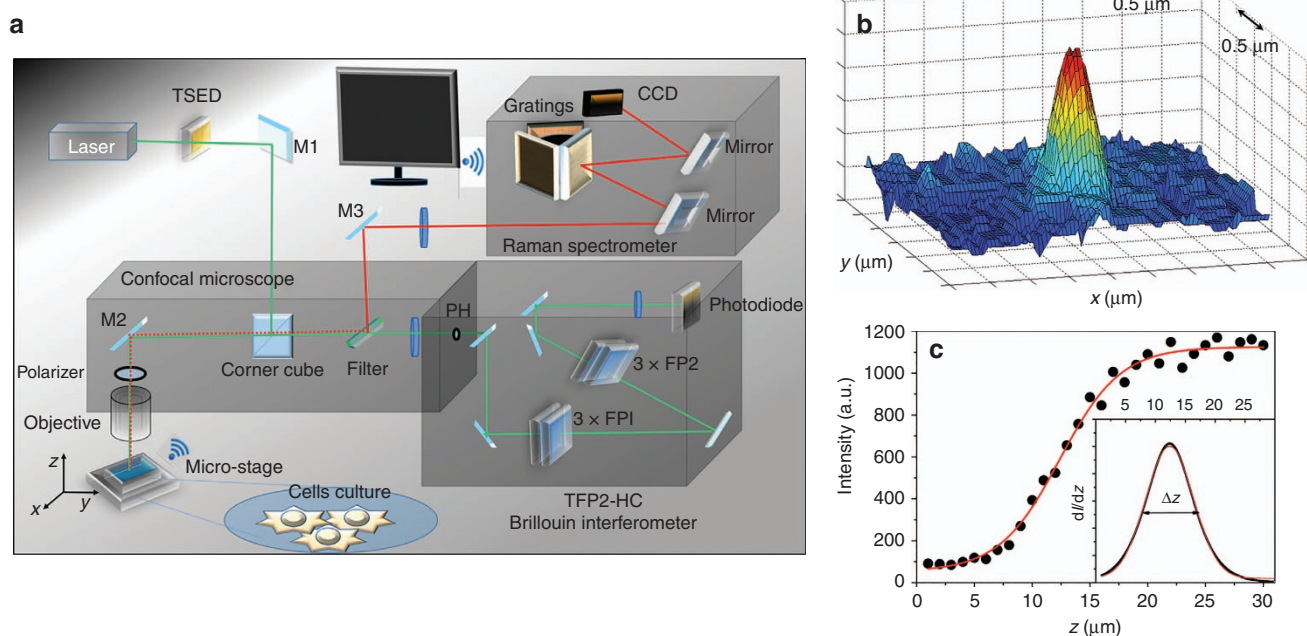 a
TSED
Laser
M1
Gratings
CCD
Mirror
M3
Mirror
Raman spectrometer
Confocal microscope
M2
PH
Photodiode
Polarizer
Corner cube
Filter
3 × FP2
Objective
3 × FPI
Micro-stage
z
y
x
Cells culture
TFP2-HC
Brillouin interferometer
b
0.5 µm
0.5 µm
y (µm)
x (µm)
c
1200
1000
800
600
400
200
0
Intensity (a.u.)
0 5 10 15 20 25 30
z (µm)
5 10 15 20 25
dI/dz
Δz